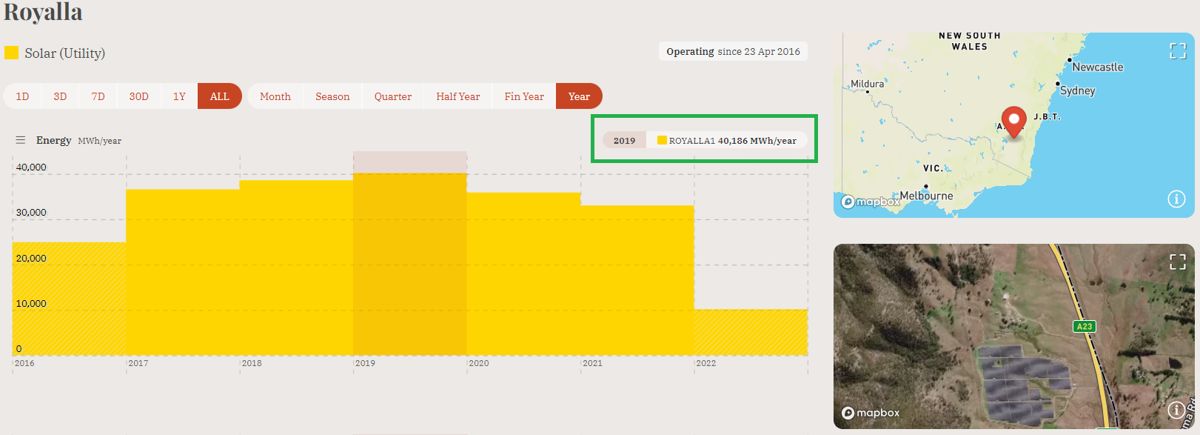 Royalla
Solar (Utility)
Operating since 23 Apr 2016
1D 3D 7D 30D 1Y ALL Month Season Quarter Half Year Fin Year Year
Energy MWh/year
2019 ROYALLA1 40,186 MWh/year
40,000
30,000
20,000
10,000
0
2016 2017 2018 2019 2020 2021 2022
NEW SOUTH
WALES
Newcastle
Mildura
Sydney
J.B.T.
VIC.
Melbourne
mapbox
A23
mapbox